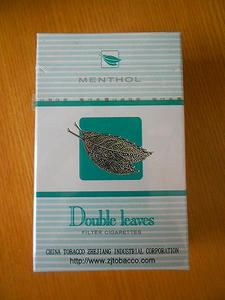 MENTHOL
Double leaves
FILTER CIGARETTES
CHINA TOBACCO ZHEJIANG INDUSTRIAL CORPORATION
http://www.zjtobacco.com